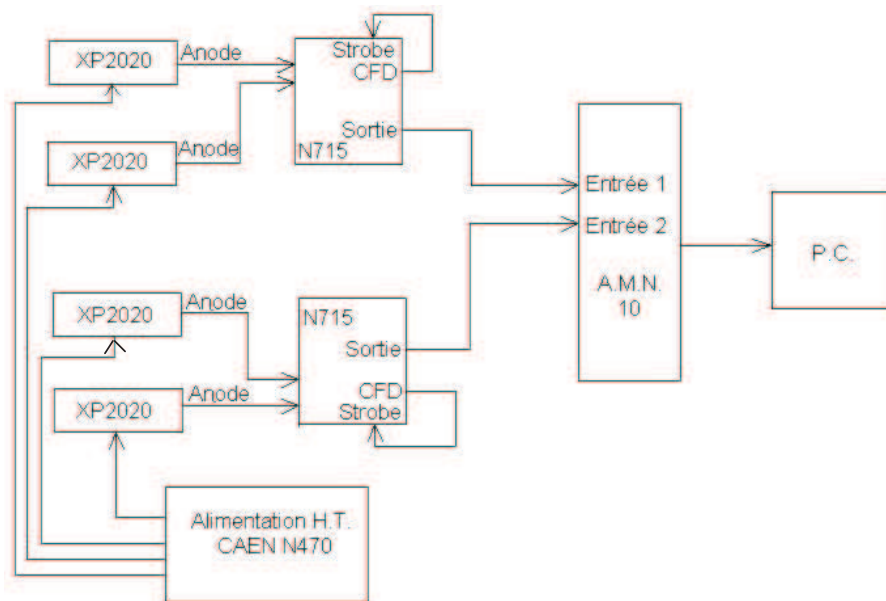 XP2020
Anode
Strobe
CFD
Sortie
N715
XP2020
Anode
Entrée 1
Entrée 2
A.M.N.
10
P.C.
XP2020
Anode
N715
Sortie
CFD
Strobe
XP2020
Anode
Alimentation H.T.
CAEN N470